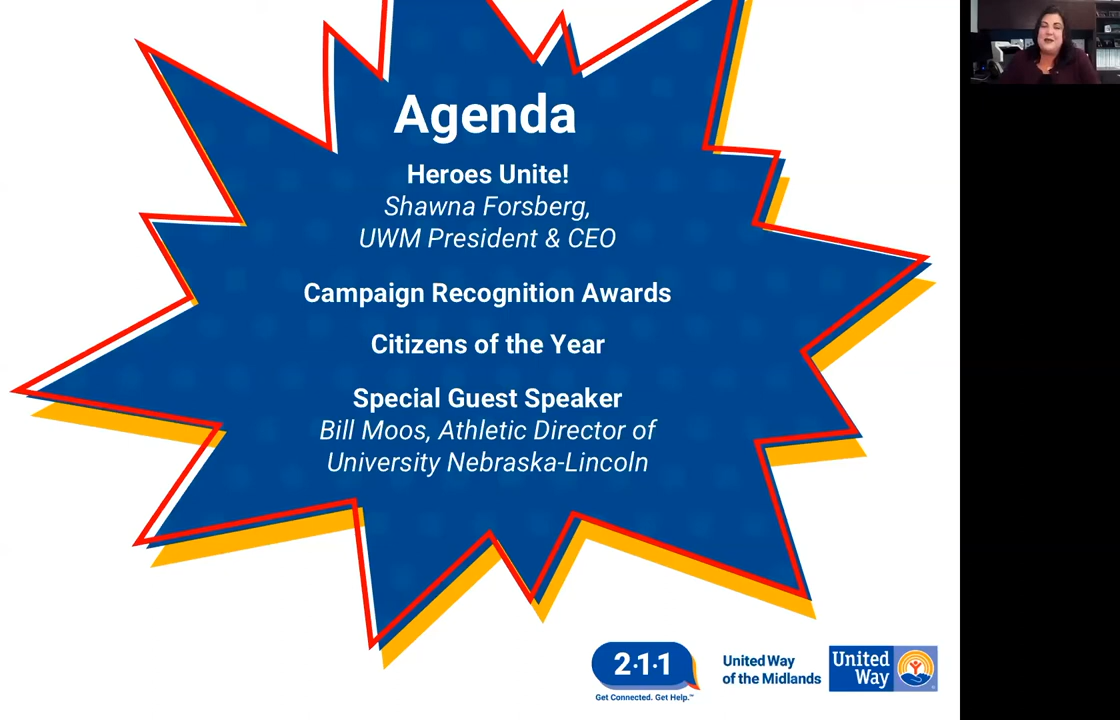 Agenda
Heroes Unite!
Shawna Forsberg,
UWM President & CEO
Campaign Recognition Awards
Citizens of the Year
Special Guest Speaker
Bill Moos, Athletic Director of
University Nebraska-Lincoln
2·1·1
Get Connected. Get Help.™
United Way
of the Midlands
United
Way